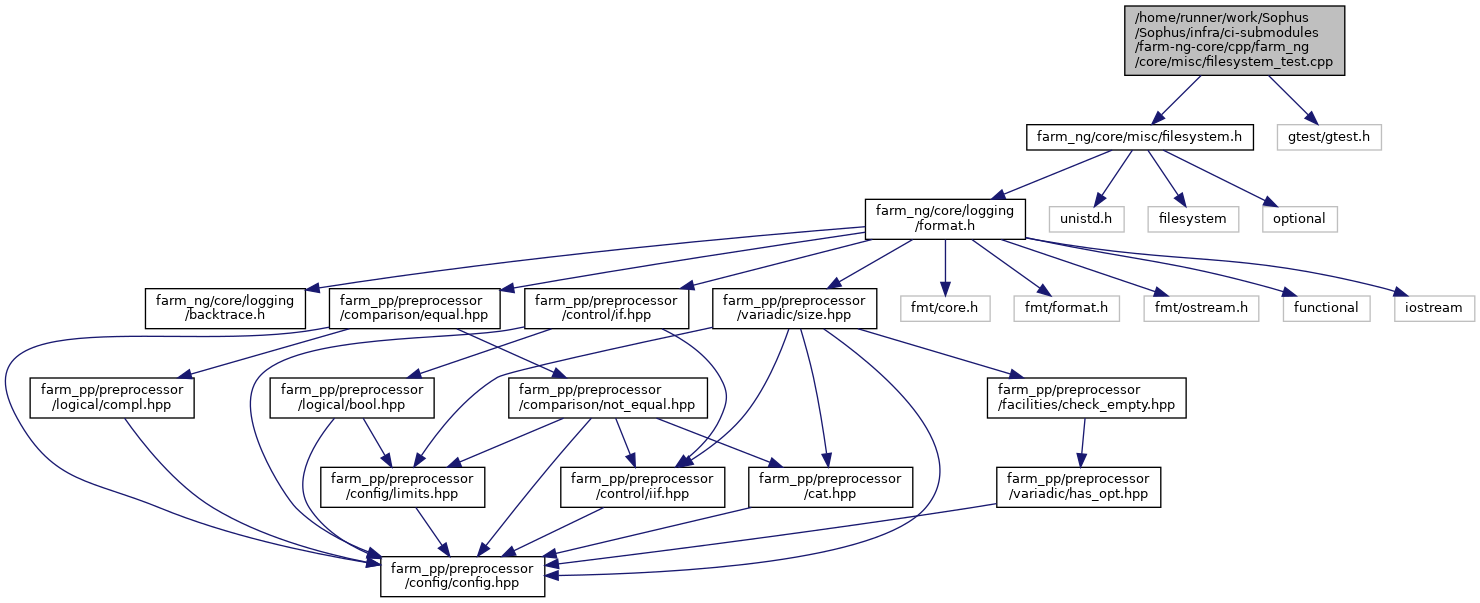 /home/runner/work/Sophus
/Sophus/infra/ci-submodules
/farm-ng-core/cpp/farm_ng
/core/misc/filesystem_test.cpp
farm_ng/core/misc/filesystem.h
gtest/gtest.h
farm_ng/core/logging
/format.h
unistd.h
filesystem
optional
farm_ng/core/logging
/backtrace.h
farm_pp/preprocessor
/comparison/equal.hpp
farm_pp/preprocessor
/control/if.hpp
farm_pp/preprocessor
/variadic/size.hpp
fmt/core.h
fmt/format.h
fmt/ostream.h
functional
iostream
farm_pp/preprocessor
/logical/compl.hpp
farm_pp/preprocessor
/logical/bool.hpp
farm_pp/preprocessor
/comparison/not_equal.hpp
farm_pp/preprocessor
/facilities/check_empty.hpp
farm_pp/preprocessor
/config/limits.hpp
farm_pp/preprocessor
/control/iif.hpp
farm_pp/preprocessor
/cat.hpp
farm_pp/preprocessor
/variadic/has_opt.hpp
farm_pp/preprocessor
/config/config.hpp